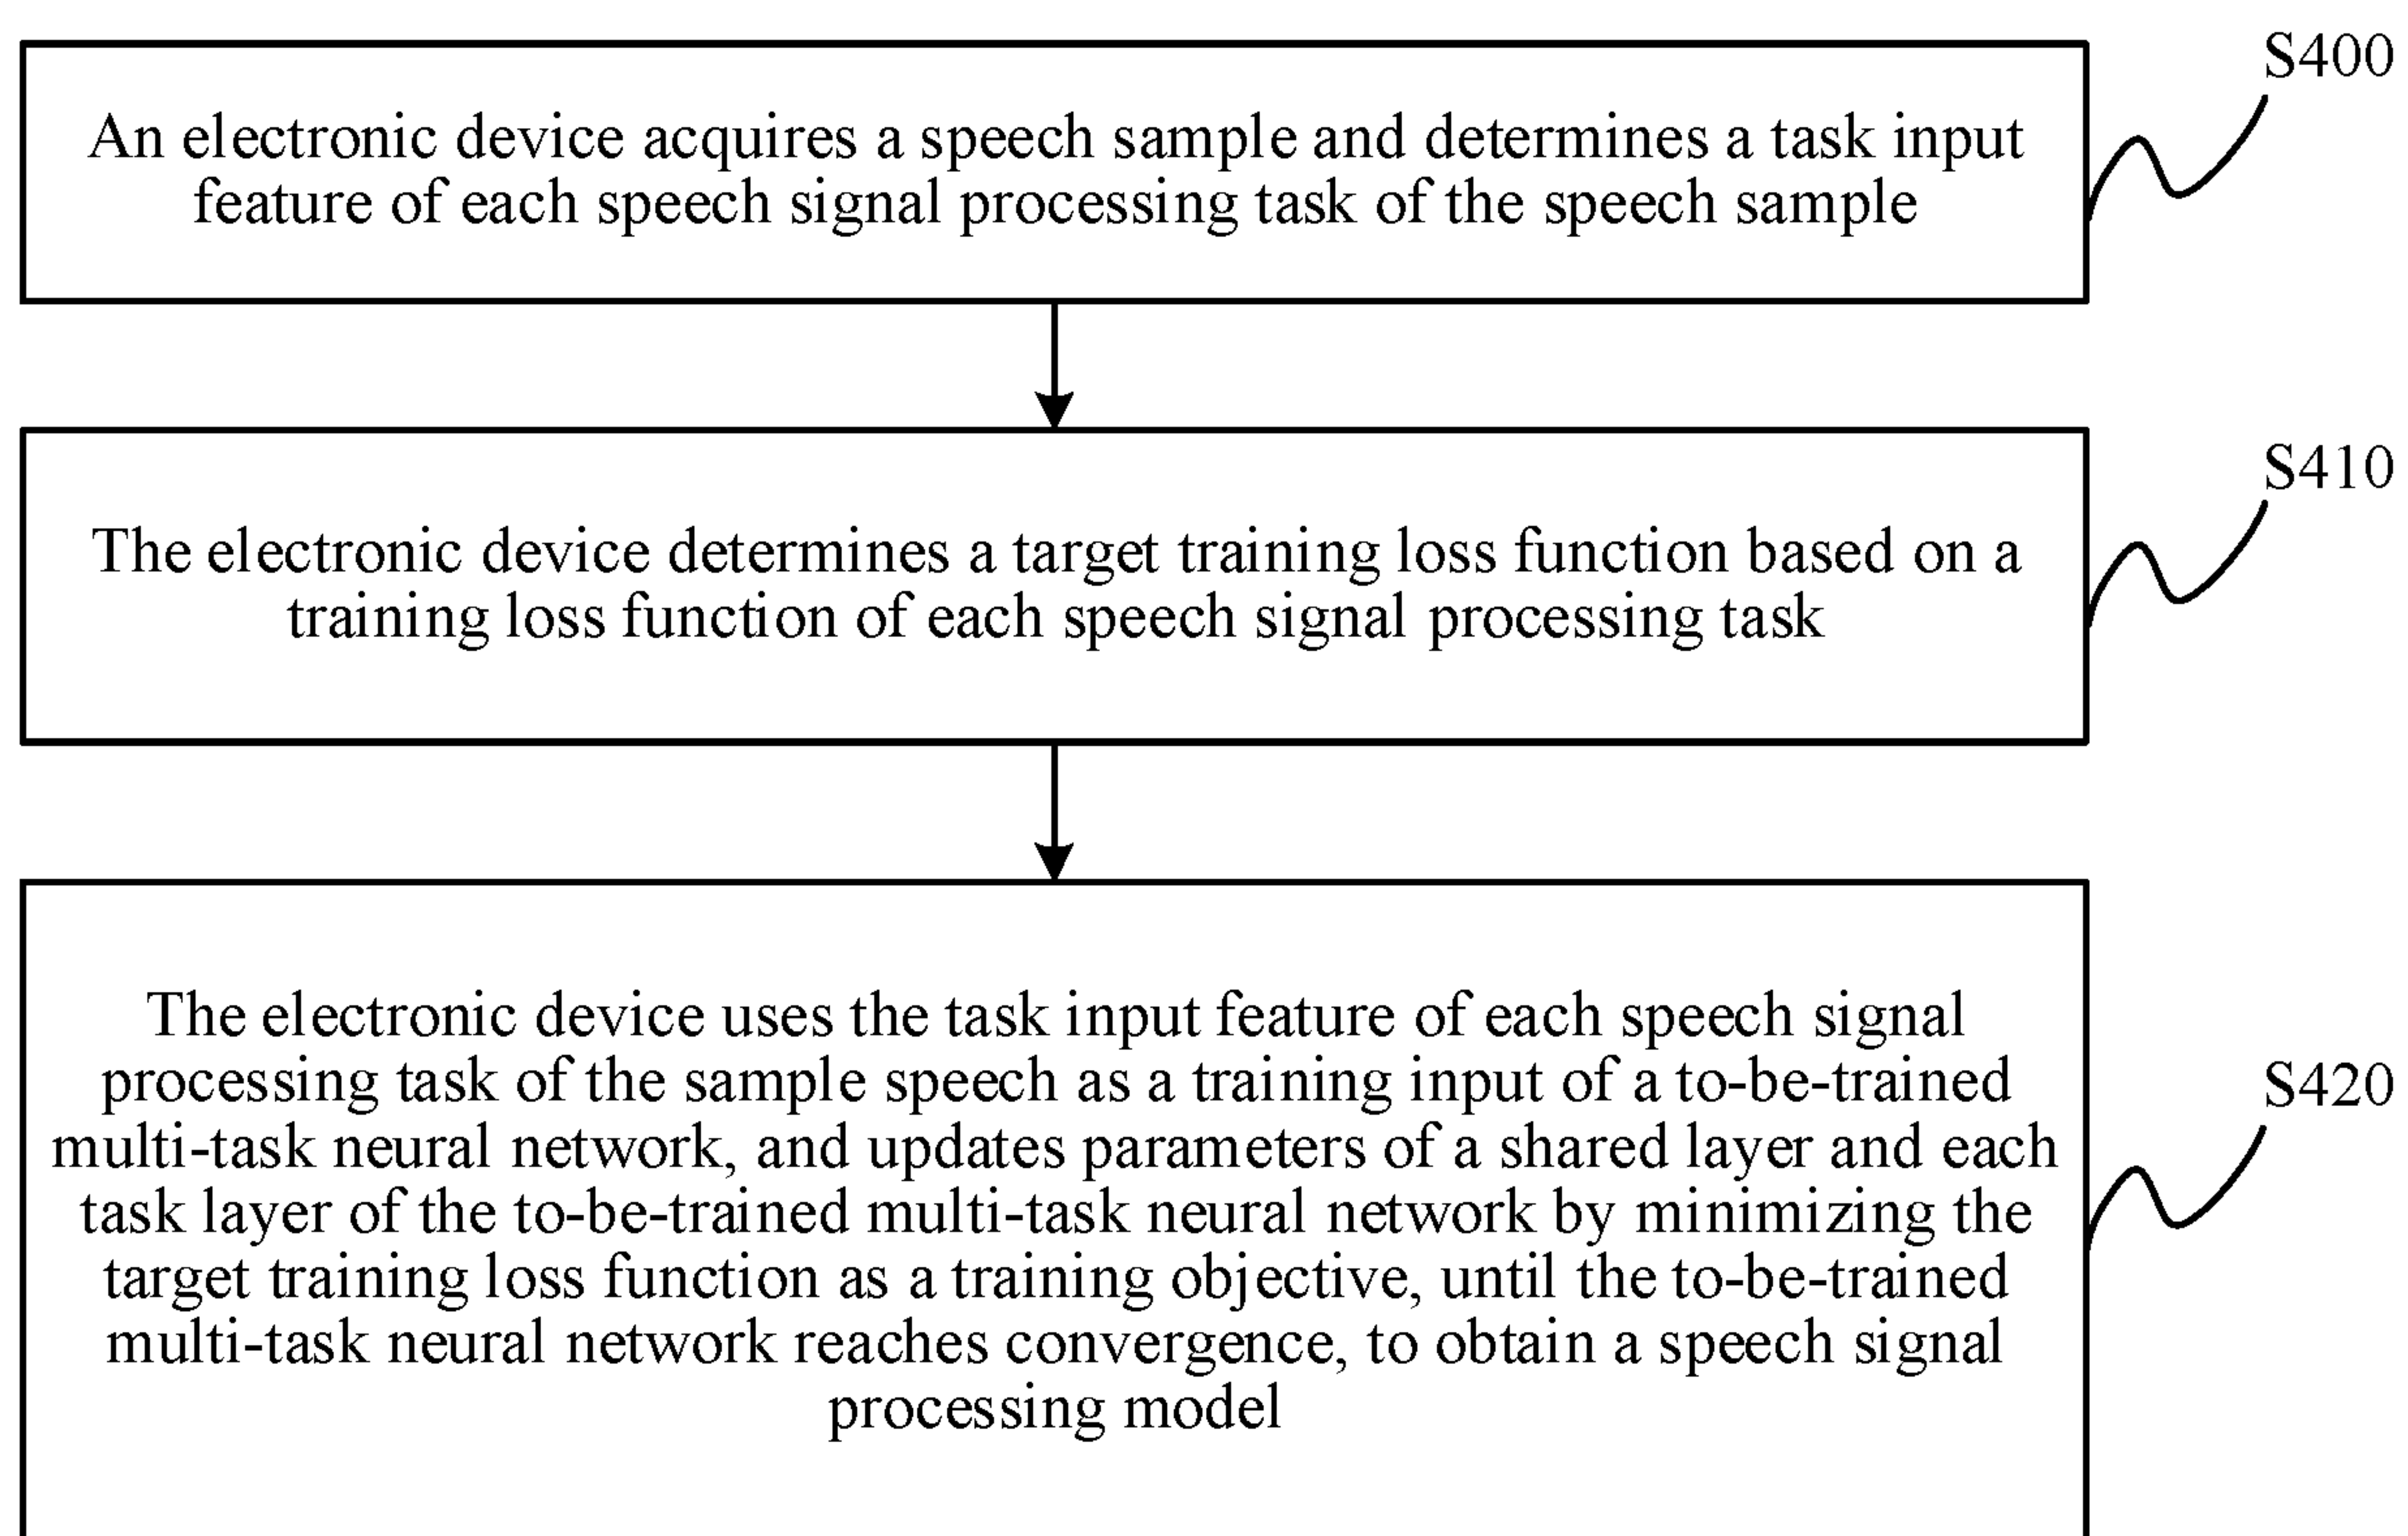 S400
An electronic device acquires a speech sample and determines a task input
feature of each speech signal processing task of the speech sample
S410
The electronic device determines a target training loss function based on a
training loss function of each speech signal processing task
The electronic device uses the task input feature of each speech signal
processing task of the sample speech as a training input of a to-be-trained
S420
multi-task neural network, and updates parameters of a shared layer and each
task layer of the to-be-trained multi-task neural network by minimizing the
target training loss function as a training objective, until the to-be-trained
multi-task neural network reaches convergence, to obtain a speech signal
processing model